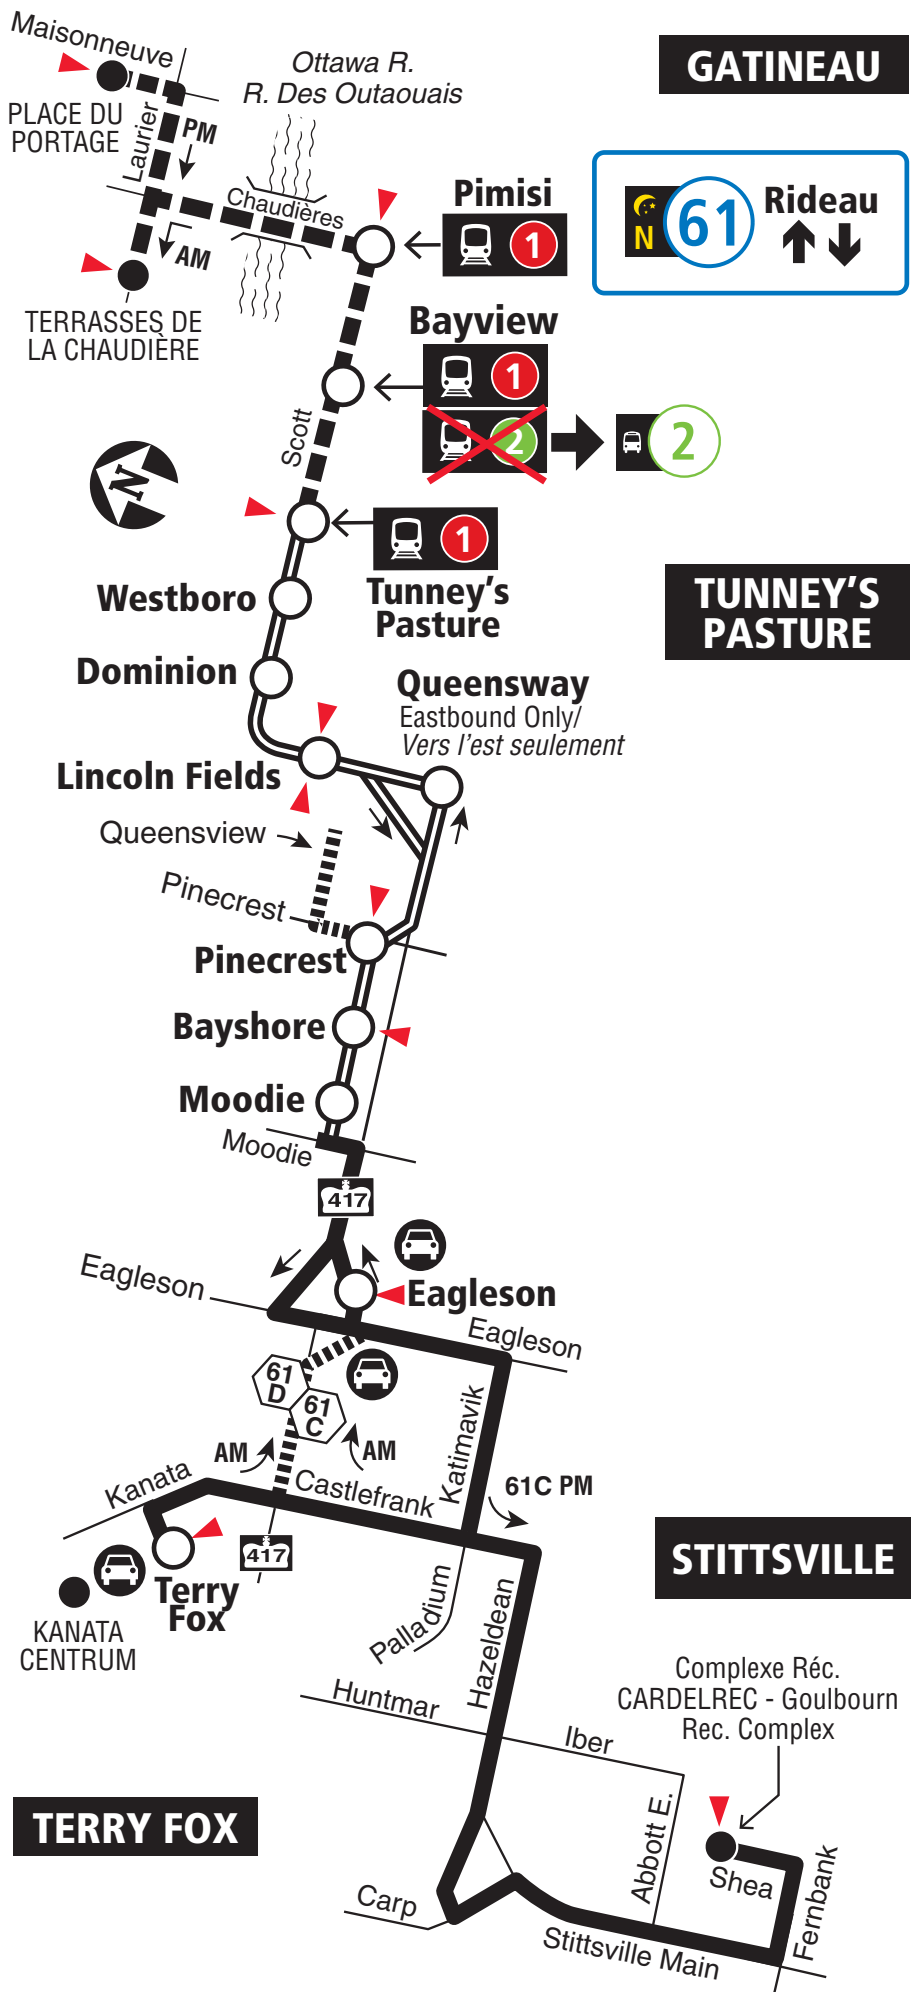 Maisonneuve
Ottawa R.
R. Des Outaouais
GATINEAU
PLACE DU
PORTAGE
Laurier
PM
Chaudières
AM
TERRASSES DE
LA CHAUDIÈRE
Pimisi
1
N
61
Rideau
Bayview
1
2
2
Scott
N
1
Tunney's
Pasture
TUNNEY'S
PASTURE
Westboro
Dominion
Queensway
Eastbound Only/
Vers l'est seulement
Lincoln Fields
Queensview
Pinecrest
Pinecrest
Bayshore
Moodie
Moodie
417
Eagleson
Eagleson
Eagleson
61
D
61
C
AM
AM
Katimavik
Kanata
Castlefrank
61C PM
417
Terry
Fox
KANATA
CENTRUM
Palladium
Hazeldean
STITTSVILLE
Huntmar
Iber
Complexe Réc.
CARDELREC - Goulbourn
Rec. Complex
TERRY FOX
Abbott E.
Shea
Fernbank
Carp
Stittsville Main